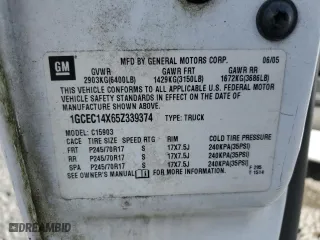 GM
MFD BY GENERAL MOTORS CORP. 06/05
GVWR GAWR FRT GAWR RR
2903KG(6400LB) 1429KG(3150LB) 1672KG(3686LB)
THIS VEHICLE CONFORMS TO ALL APPLICABLE U.S. FEDERAL MOTOR
VEHICLE SAFETY STANDARDS IN EFFECT ON THE DATE OF
MANUFACTURE SHOWN ABOVE.
1GCEC14X65Z339374 TYPE: TRUCK
MODEL: C15903
TIRE SIZE SPEED RTG RIM COLD TIRE PRESSURE
FRT P245/70R17 S 17X7.5J 240KPA(35PSI)
RR P245/70R17 S 17X7.5J 240KPA(35PSI)
SPA P245/70R17 S 17X7.5J 240KPA(35PSI)
SEE OWNER'S MANUAL FOR MORE INFORMATION.